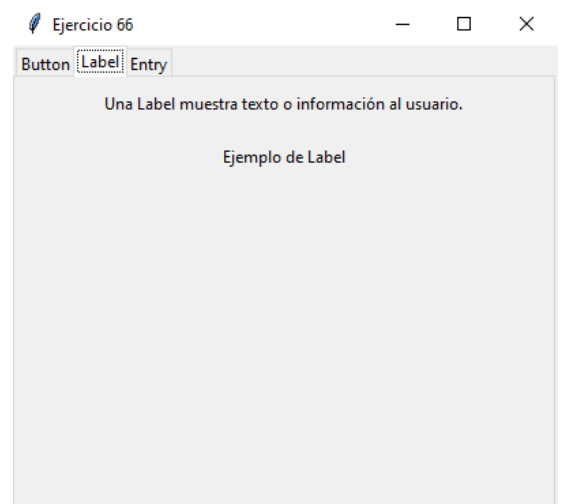 Ejercicio 66
Button Label Entry
Una Label muestra texto o información al usuario.
Ejemplo de Label